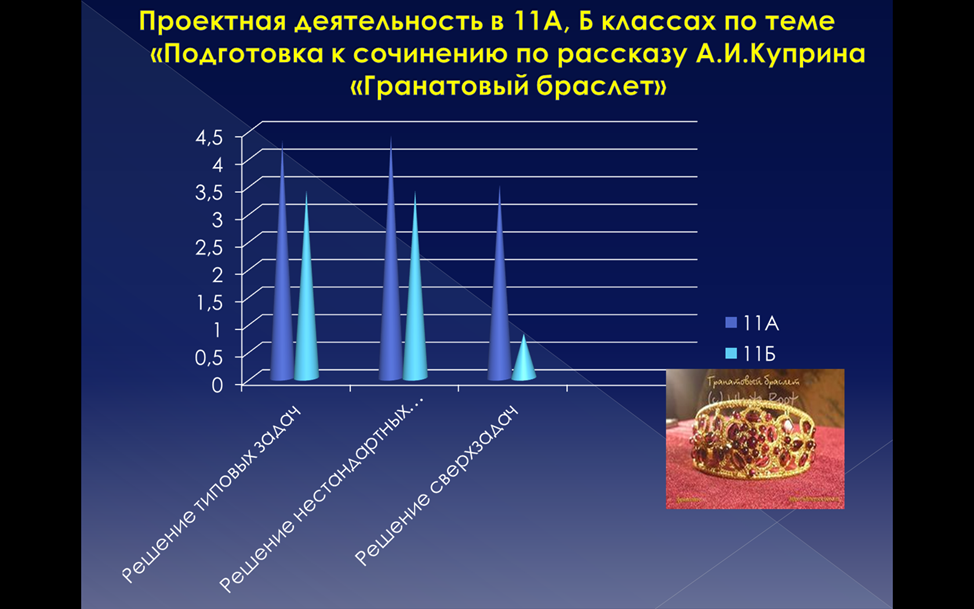 Проектная деятельность в 11А, Б классах по теме
«Подготовка к сочинению по рассказу А.И.Куприна
«Гранатовый браслет»
4,5
4
3,5
3
2,5
2
1,5
1
0,5
0
Решение типовых задач
Решение нестандартных…
Решение сверхзадач
11А
11Б
Гранатовый браслет